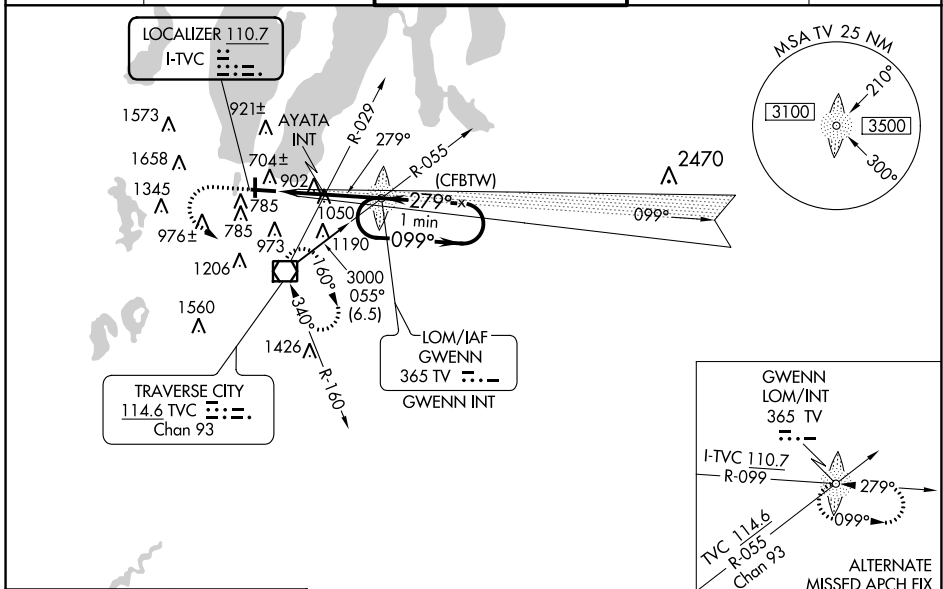 LOCALIZER 110.7
I-TVC
MSA TV 25 NM
210°
3100
3500
300°
1573
921±
AYATA
INT
R-029
279°
R-055
1658
704±
902
(CFBTW)
2470
1345
279°
1 min
099°
099°
785
1050
976±
785
973
1190
1206
160°
3000
055°
(6.5)
340°
1560
1426
R-160
LOM/IAF
GWENN
365 TV
GWENN INT
TRAVERSE CITY
114.6 TVC
Chan 93
GWENN
LOM/INT
365 TV
I-TVC 110.7
R-099
279°
099°
TVC 114.6
R-055
Chan 93
ALTERNATE
MISSED APCH FIX